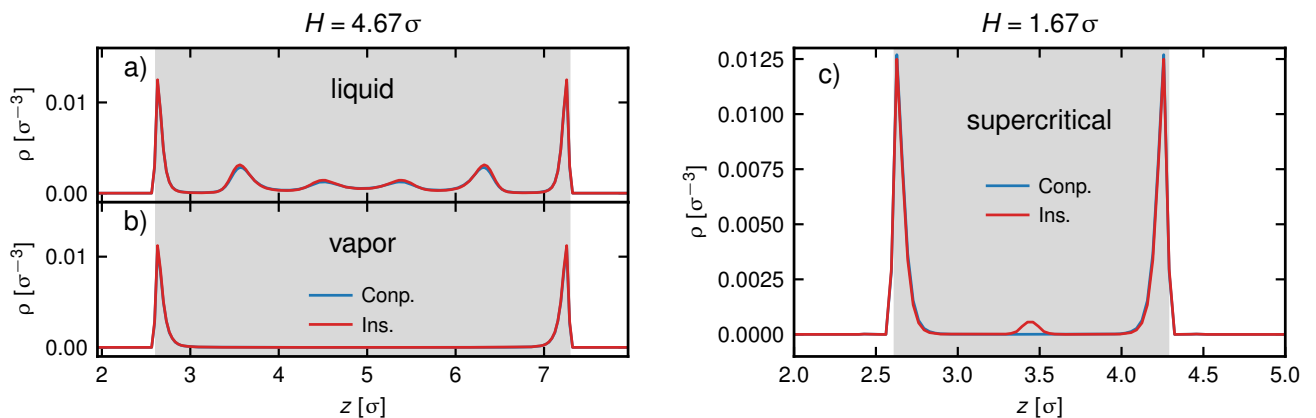 H = 4.67σ
a)
liquid
ρ [σ⁻³]
0.01
0.00
b)
vapor
ρ [σ⁻³]
0.01
0.00
Conp.
Ins.
2 3 4 5 6 7
z [σ]
H = 1.67σ
c)
supercritical
ρ [σ⁻³]
0.0125
0.0100
0.0075
0.0050
0.0025
0.0000
Conp.
Ins.
2.0 2.5 3.0 3.5 4.0 4.5 5.0
z [σ]